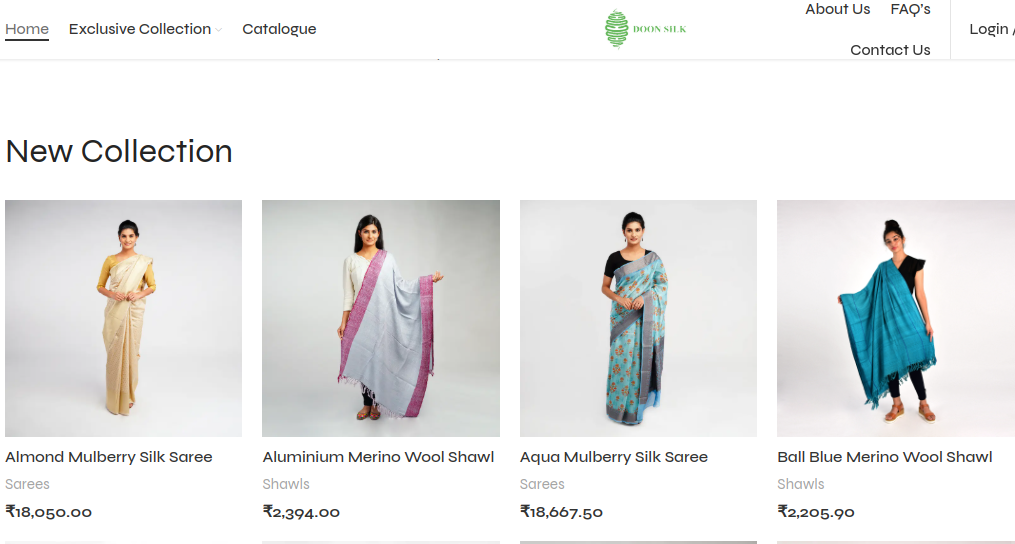 Home Exclusive Collection Catalogue DOON SILK About Us FAQ's Login /
Contact Us
New Collection
Almond Mulberry Silk Saree Aluminium Merino Wool Shawl Aqua Mulberry Silk Saree Ball Blue Merino Wool Shawl
Sarees Shawls Sarees Shawls
₹18,050.00 ₹2,394.00 ₹18,667.50 ₹2,205.90